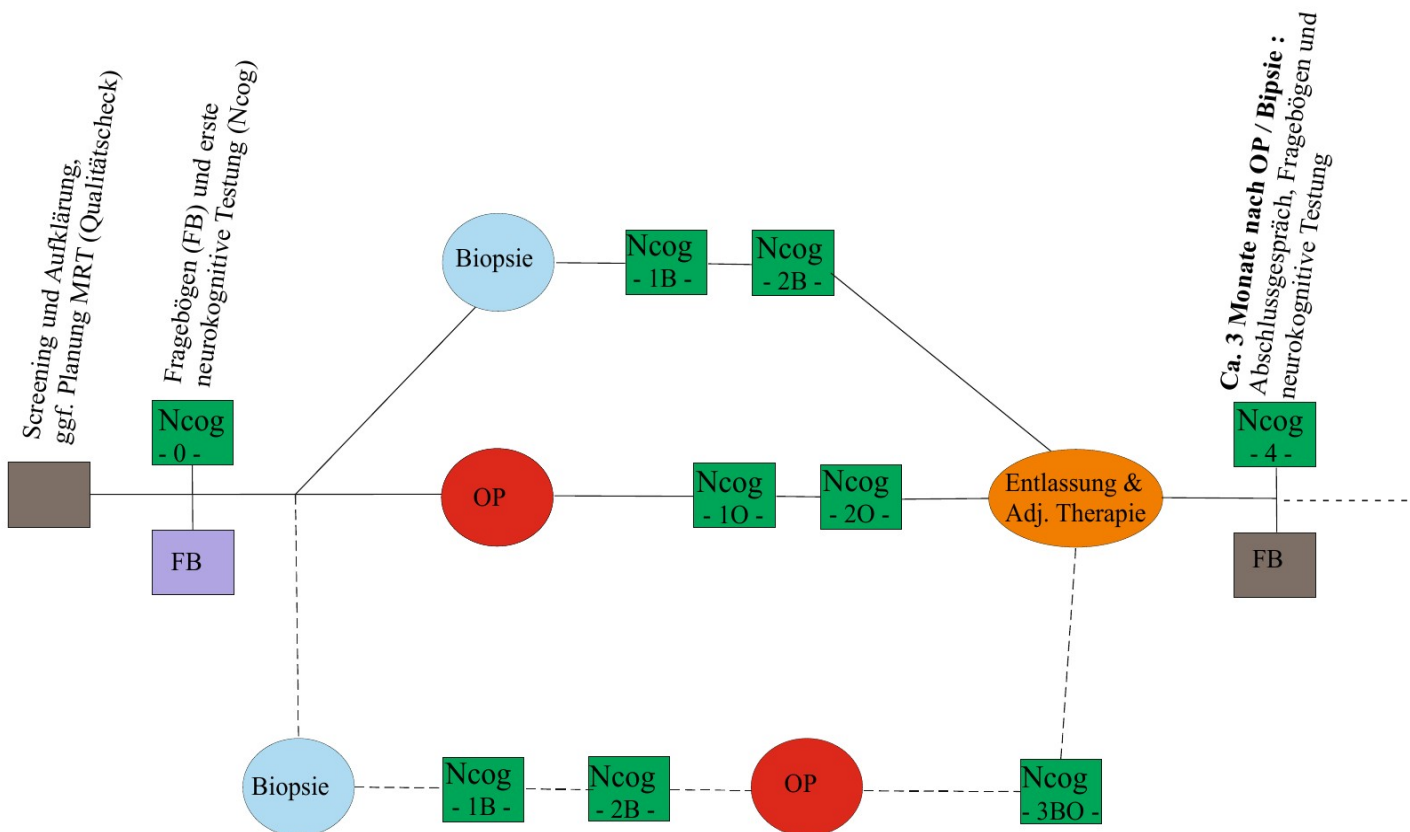 Screening und Aufklärung,
ggf. Planung MRT (Qualitätscheck)
Fragebögen (FB) und erste
neurokognitive Testung (Ncog)
Ca. 3 Monate nach OP / Bipsie :
Abschlussgespräch, Fragebögen und
neurokognitive Testung
Biopsie
Ncog
- 1B -
Ncog
- 2B -
Ncog
- 0 -
FB
OP
Ncog
- 1O -
Ncog
- 2O -
Entlassung &
Adj. Therapie
Ncog
- 4 -
FB
Biopsie
Ncog
- 1B -
Ncog
- 2B -
OP
Ncog
- 3BO -